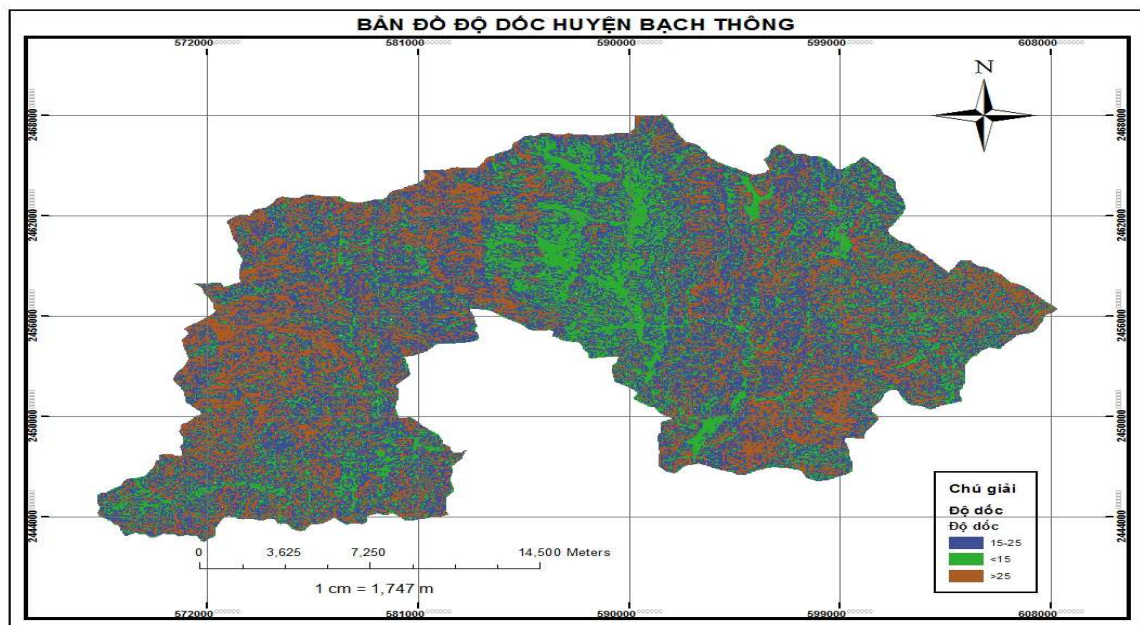 BẢN ĐỒ ĐỘ DỐC HUYỆN BẠCH THÔNG
572000 581000 590000 599000 608000
N
2468000 2468000
2462000 2462000
2456000 2456000
2450000 2450000
2444000 2444000
Chú giải
Độ dốc
Độ dốc
15-25
<15
>25
0 3,625 7,250 14,500 Meters
1 cm = 1,747 m
572000 581000 590000 599000 608000